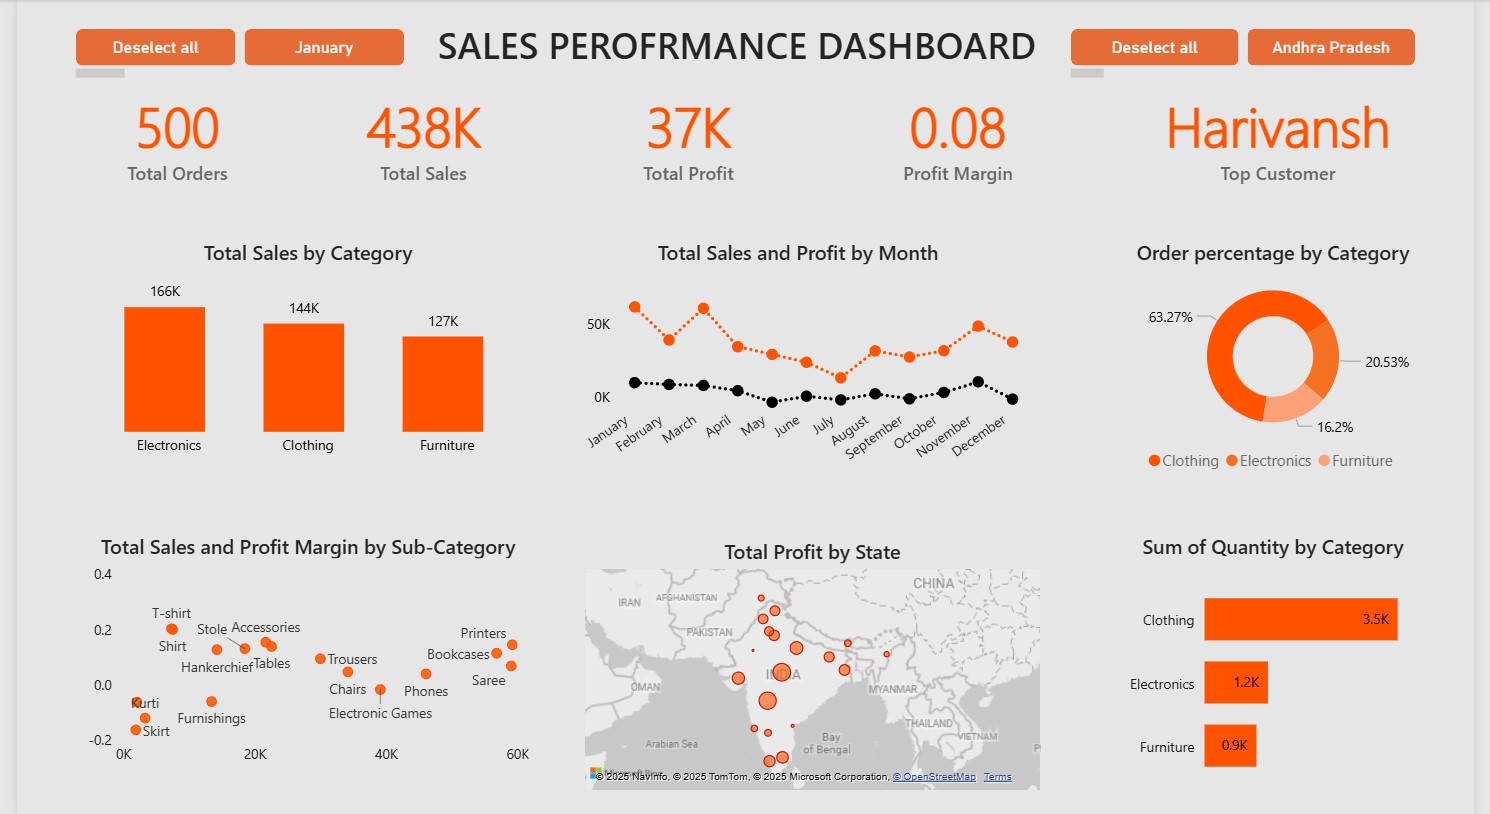 Deselect all
January
SALES PEROFRMANCE DASHBOARD
Deselect all
Andhra Pradesh
500
Total Orders
438K
Total Sales
37K
Total Profit
0.08
Profit Margin
Harivansh
Top Customer
Total Sales by Category
166K
144K
127K
Electronics
Clothing
Furniture
Total Sales and Profit by Month
50K
0K
January
February
March
April
May
June
July
August
September
October
November
December
Order percentage by Category
63.27%
20.53%
16.2%
Clothing
Electronics
Furniture
Total Sales and Profit Margin by Sub-Category
0.4
0.2
0.0
-0.2
T-shirt
Shirt
Stole
Accessories
Hankerchief
Tables
Trousers
Printers
Bookcases
Saree
Chairs
Phones
Electronic Games
Kurti
Furnishings
Skirt
0K
20K
40K
60K
Total Profit by State
CHINA
IRAN
AFGHANISTAN
PAKISTAN
INDIA
OMAN
MYANMAR
THAILAND
VIETNAM
Arabian Sea
Bay
of Bengal
P
Microsoft Bing
© 2025 NavInfo, © 2025 TomTom, © 2025 Microsoft Corporation, © OpenStreetMap Terms
Sum of Quantity by Category
Clothing
3.5K
Electronics
1.2K
Furniture
0.9K